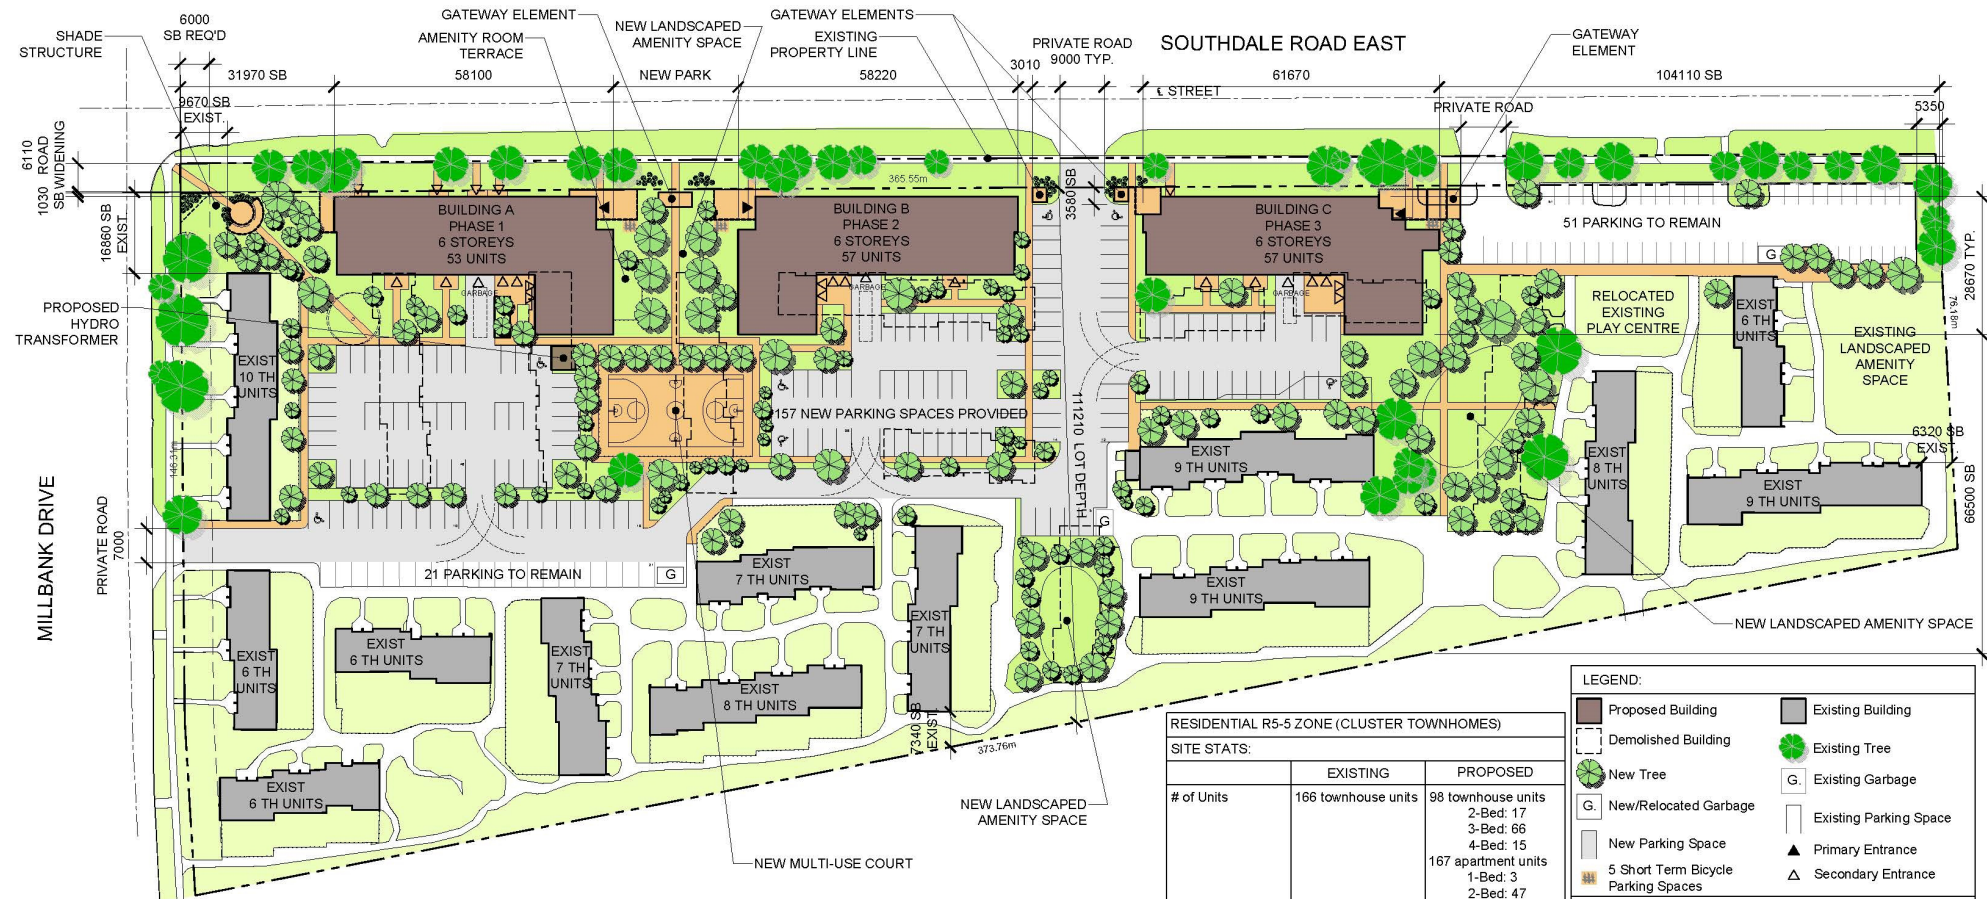 6000
SB REQ'D
SHADE
STRUCTURE
GATEWAY ELEMENT
AMENITY ROOM
TERRACE
NEW LANDSCAPED
AMENITY SPACE
GATEWAY ELEMENTS
EXISTING
PROPERTY LINE
PRIVATE ROAD
9000 TYP.
SOUTHDALE ROAD EAST
GATEWAY
ELEMENT
31970 SB
58100
NEW PARK
58220
3010
61670
104110 SB
℄ STREET
PRIVATE ROAD
5350
9670 SB
EXIST.
6110
ROAD
WIDENING
1030
SB
16860 SB
EXIST.
365.55m
3580 SB
BUILDING A
PHASE 1
6 STOREYS
53 UNITS
BUILDING B
PHASE 2
6 STOREYS
57 UNITS
BUILDING C
PHASE 3
6 STOREYS
57 UNITS
51 PARKING TO REMAIN
G
28670 TYP.
76.18m
GARBAGE
GARBAGE
GARBAGE
PROPOSED
HYDRO
TRANSFORMER
RELOCATED
EXISTING
PLAY CENTRE
EXIST
6 TH
UNITS
EXISTING
LANDSCAPED
AMENITY
SPACE
EXIST
10 TH
UNITS
157 NEW PARKING SPACES PROVIDED
111210 LOT DEPTH
146.31m
EXIST
9 TH UNITS
EXIST
8 TH
UNITS
6320 SB
EXIST
EXIST
9 TH UNITS
66500 SB
MILLBANK DRIVE
PRIVATE ROAD
7000
G
21 PARKING TO REMAIN
G
EXIST
7 TH UNITS
EXIST
9 TH UNITS
EXIST
7 TH
UNITS
EXIST
6 TH
UNITS
EXIST
6 TH UNITS
EXIST
7 TH
UNITS
EXIST
8 TH UNITS
NEW LANDSCAPED AMENITY SPACE
7340 SB
EXIST.
373.76m
EXIST
6 TH UNITS
NEW LANDSCAPED
AMENITY SPACE
NEW MULTI-USE COURT
RESIDENTIAL R5-5 ZONE (CLUSTER TOWNHOMES)
SITE STATS:
EXISTING
PROPOSED
# of Units
166 townhouse units
98 townhouse units
2-Bed: 17
3-Bed: 66
4-Bed: 15
167 apartment units
1-Bed: 3
2-Bed: 47
LEGEND:
Proposed Building
Existing Building
Demolished Building
Existing Tree
New Tree
G. Existing Garbage
G. New/Relocated Garbage
Existing Parking Space
New Parking Space
Primary Entrance
5 Short Term Bicycle
Parking Spaces
Secondary Entrance